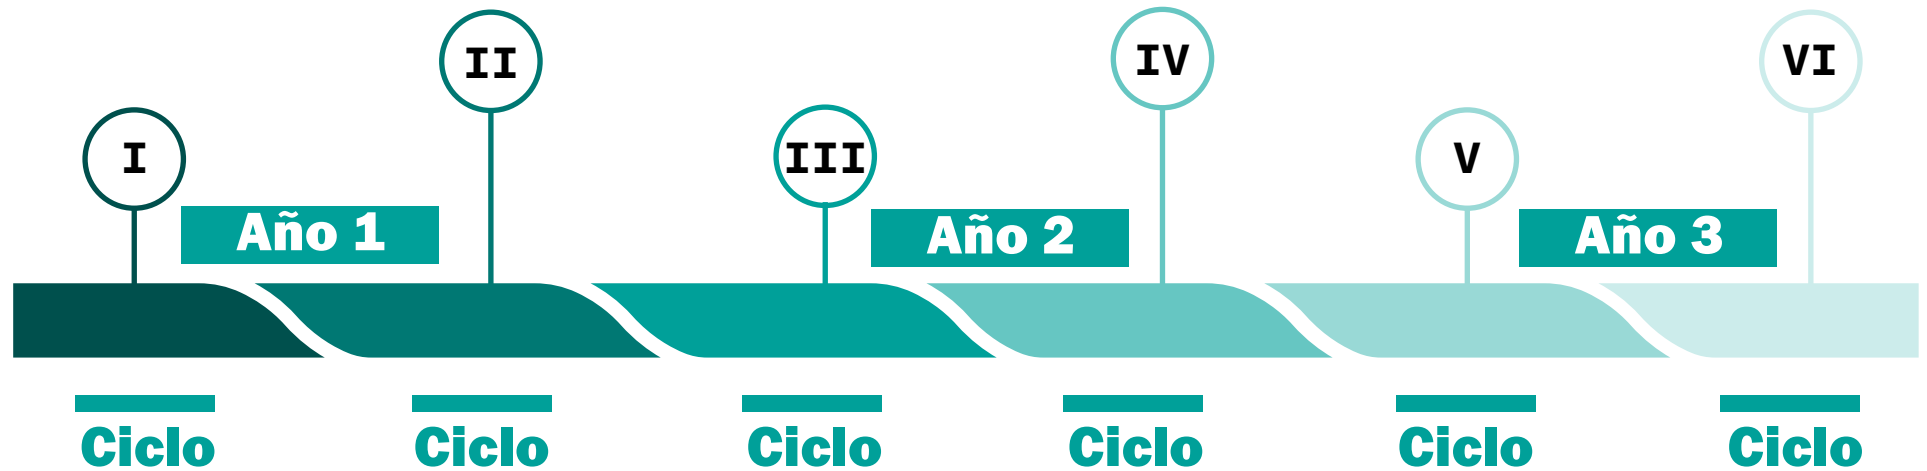 I
II
III
IV
V
VI
Año 1
Año 2
Año 3
Ciclo
Ciclo
Ciclo
Ciclo
Ciclo
Ciclo